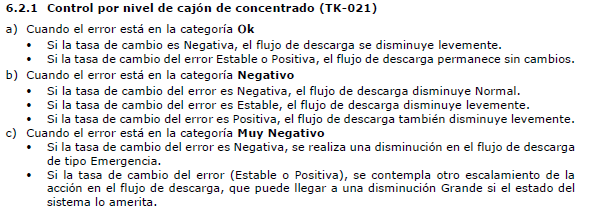 6.2.1 Control por nivel de cajón de concentrado (TK-021)
a) Cuando el error está en la categoría Ok
• Si la tasa de cambio es Negativa, el flujo de descarga se disminuye levemente.
• Si la tasa de cambio del error Estable o Positiva, el flujo de descarga permanece sin cambios.
b) Cuando el error está en la categoría Negativo
• Si la tasa de cambio del error es Negativa, el flujo de descarga disminuye Normal.
• Si la tasa de cambio del error es Estable, el flujo de descarga disminuye levemente.
• Si la tasa de cambio del error es Positiva, el flujo de descarga también disminuye levemente.
c) Cuando el error está en la categoría Muy Negativo
• Si la tasa de cambio del error es Negativa, se realiza una disminución en el flujo de descarga
de tipo Emergencia.
• Si la tasa de cambio del error (Estable o Positiva), se contempla otro escalamiento de la
acción en el flujo de descarga, que puede llegar a una disminución Grande si el estado del
sistema lo amerita.